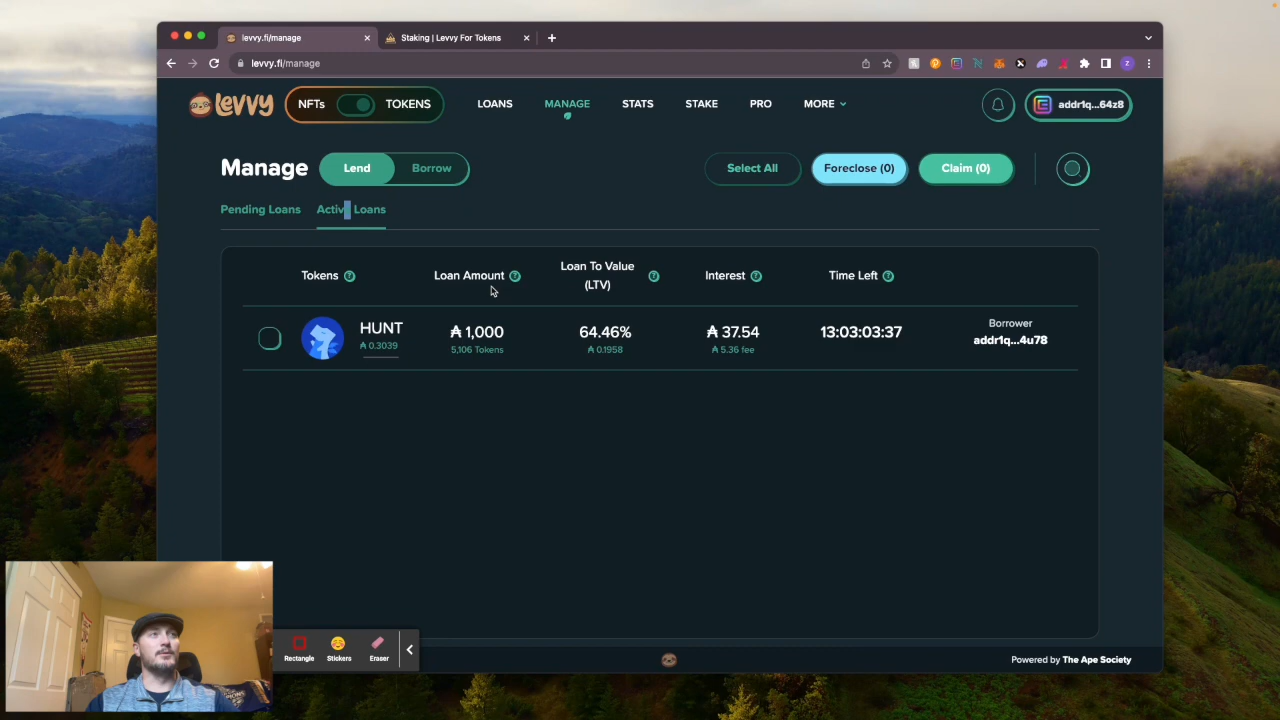 levvy.fi/manage
Staking | Levvy For Tokens
levvy.fi/manage
Levvy
NFTs
TOKENS
LOANS
MANAGE
STATS
STAKE
PRO
MORE
addr1q...64z8
Manage
Lend
Borrow
Select All
Foreclose (0)
Claim (0)
Pending Loans
Active Loans
Tokens
Loan Amount
Loan To Value
(LTV)
Interest
Time Left
HUNT
₳ 0.3039
₳ 1,000
5,106 Tokens
64.46%
₳ 0.1958
₳ 37.54
₳ 5.36 fee
13:03:03:37
Borrower
addr1q...4u78
Rectangle
Stickers
Eraser
Powered by The Ape Society